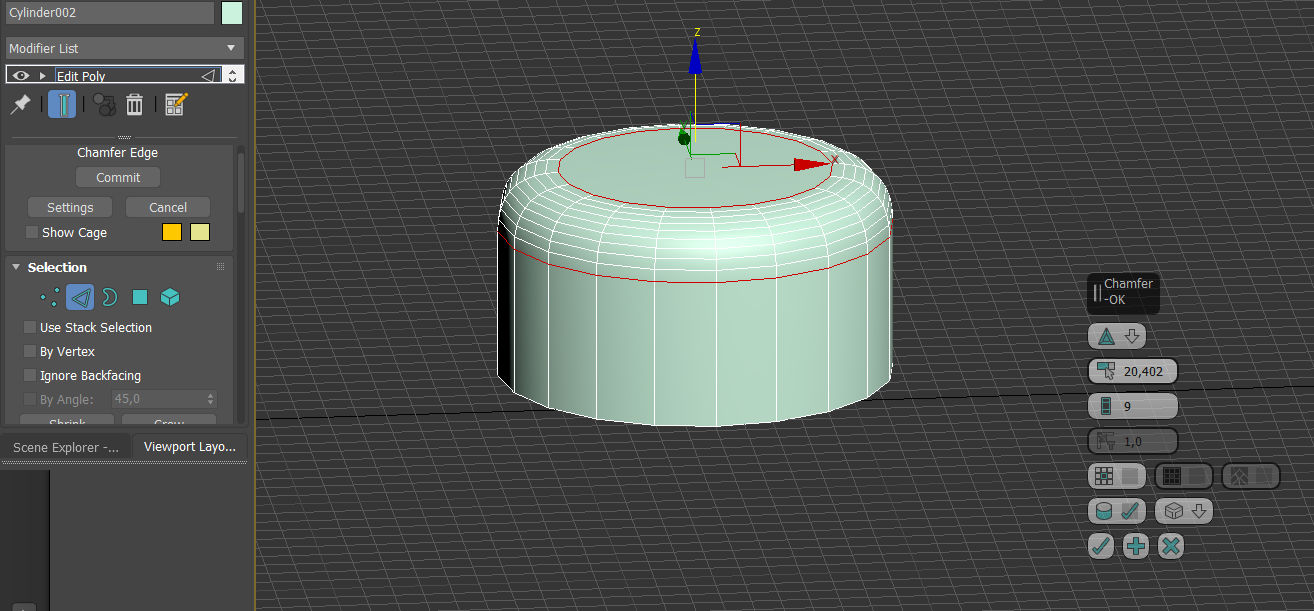 Cylinder002
Modifier List
Edit Poly
Chamfer Edge
Commit
Settings
Cancel
Show Cage
Selection
Use Stack Selection
By Vertex
Ignore Backfacing
By Angle: 45,0
Shrink
Grow
Scene Explorer -...
Viewport Layo...
z
x
Chamfer
-OK
20,402
9
1,0